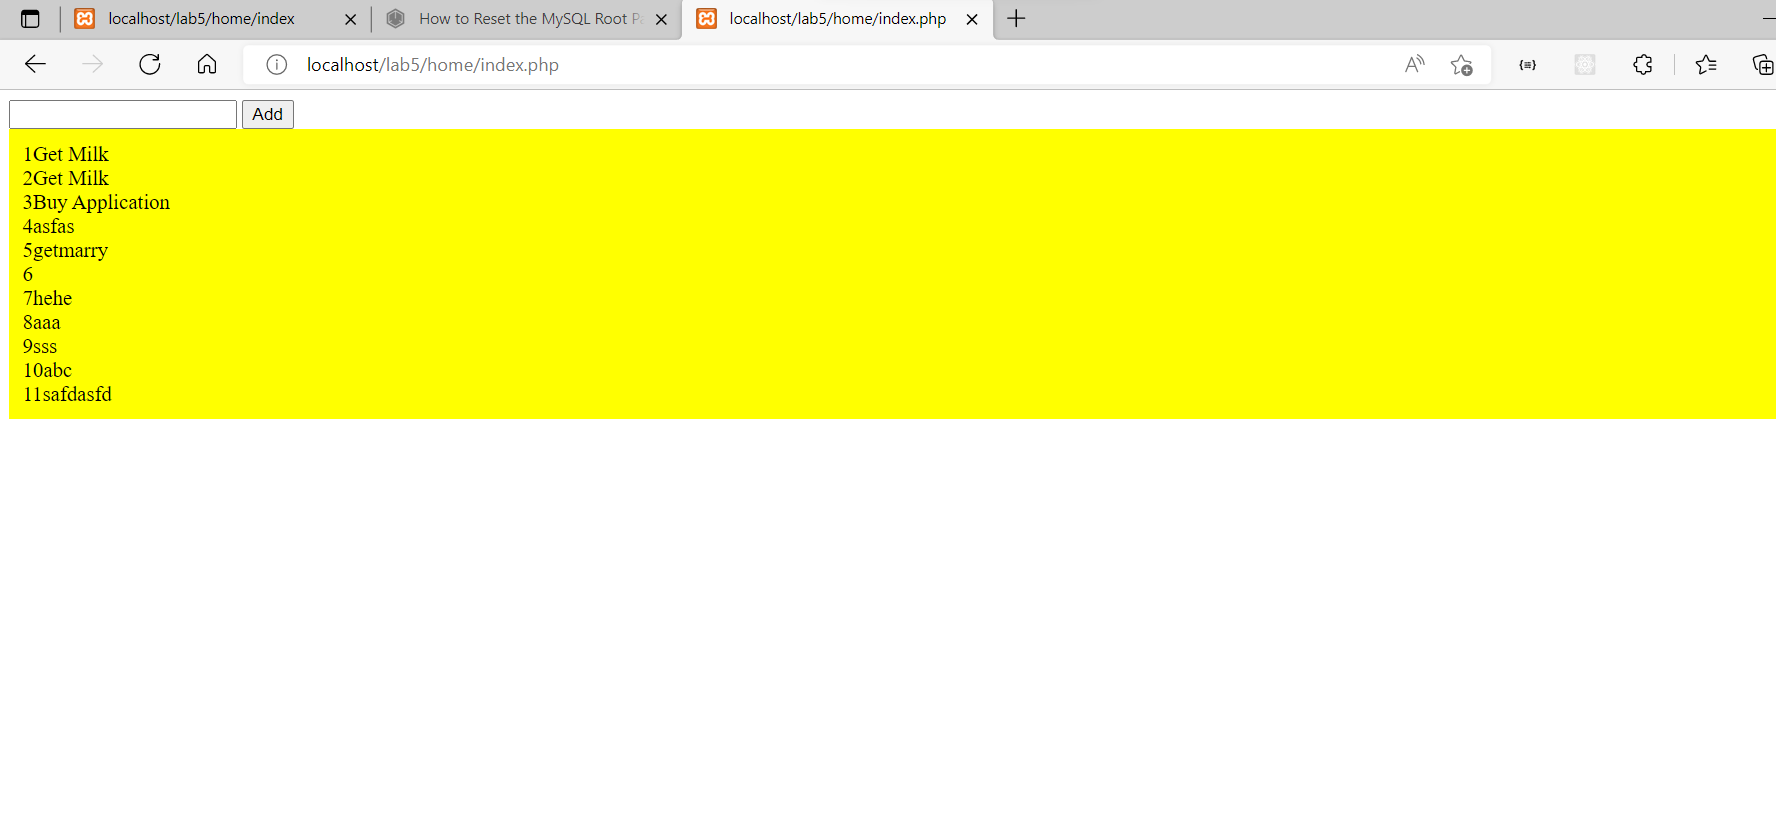 localhost/lab5/home/index
How to Reset the MySQL Root
localhost/lab5/home/index.php
localhost/lab5/home/index.php
Add
1Get Milk
2Get Milk
3Buy Application
4asfas
5getmarry
6
7hehe
8aaa
9sss
10abc
11safdasfd